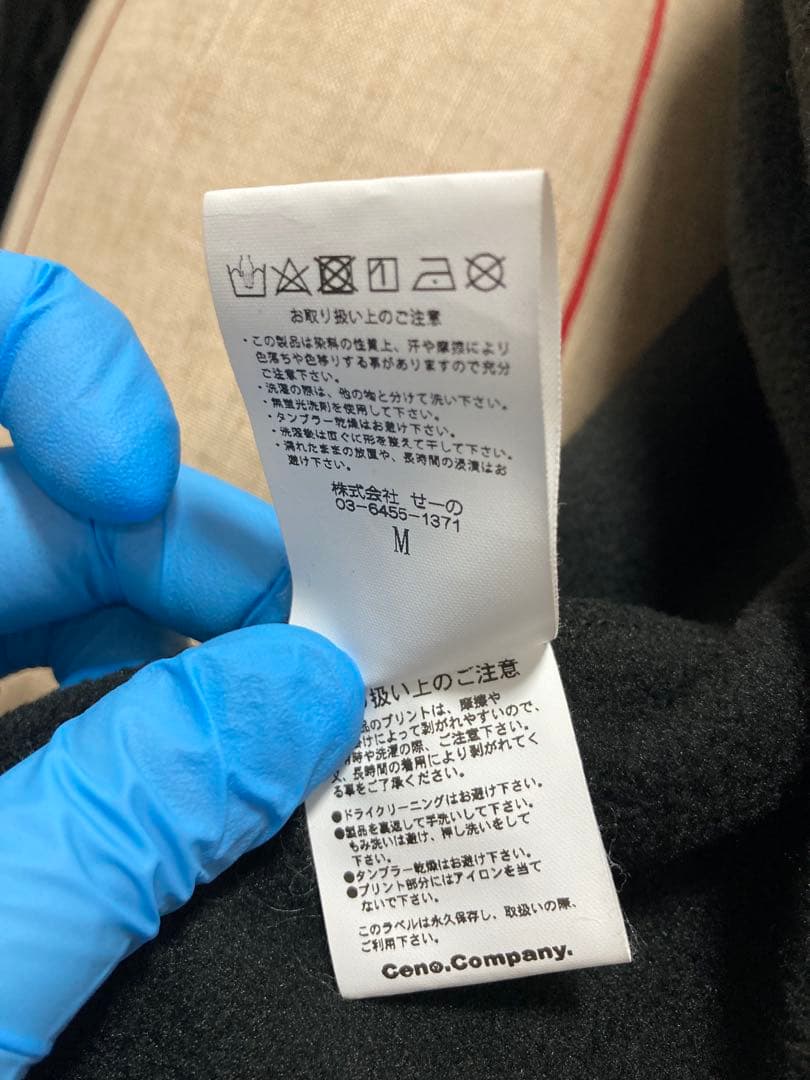 お取り扱い上のご注意
・この製品は染料の性質上、汗や摩擦により
色落ちや色移りする事がありますので充分
ご注意下さい。
・洗濯の際は、他の物と分けて洗い下さい。
・無蛍光洗剤を使用して下さい。
・タンブラー乾燥はお避け下さい。
・洗濯後は直ぐに形を整えて干して下さい。
・濡れたままの放置や、長時間の浸漬はお
避け下さい。
株式会社 せーの
03-6455-1371
M
扱い上のご注意
品のプリントは、摩擦や
によって剥がれやすいので、
時や洗濯の際、ご注意下さい。
又、長時間の着用により剥がれてく
る事をご了承ください。
●ドライクリーニングはお避け下さい。
●製品を裏返して手洗いして下さい。
もみ洗いは避け、押し洗いをして
下さい。
●タンブラー乾燥はお避け下さい。
●プリント部分にはアイロンを当て
ないで下さい。
このラベルは永久保存し、取扱いの際、
ご利用下さい。
Ceno.Company.